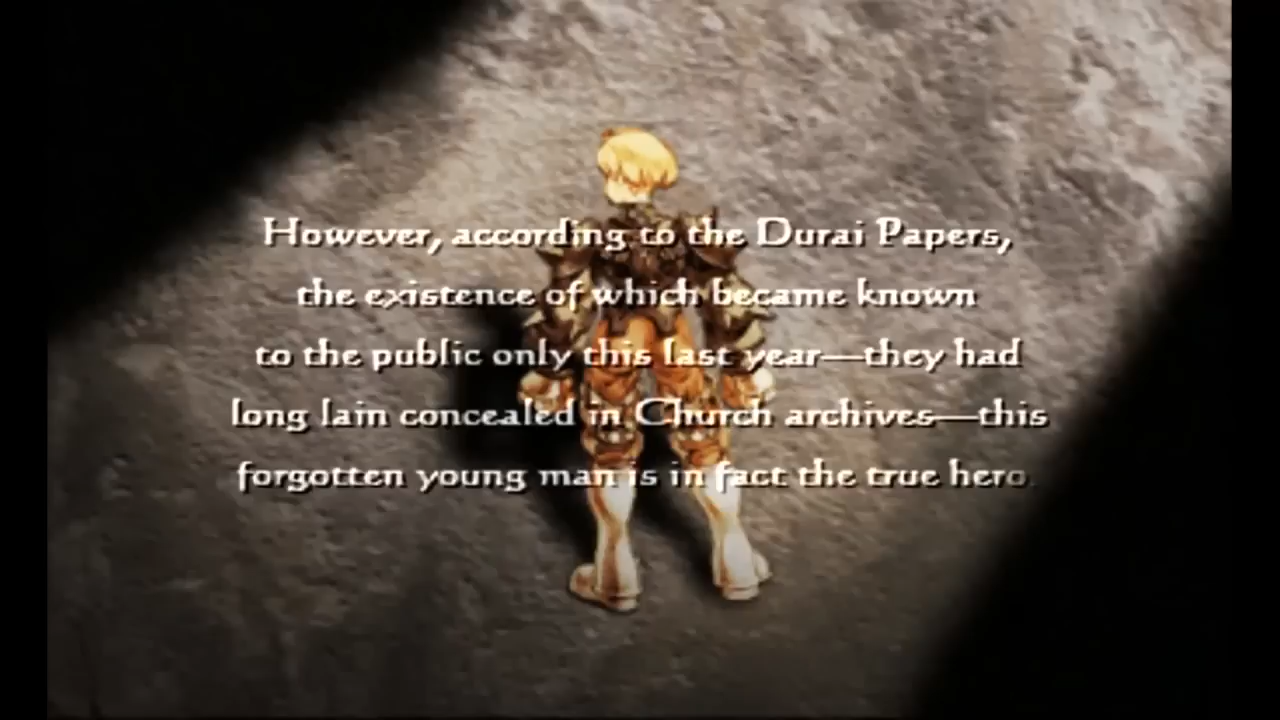 However, according to the Durai Papers,
the existence of which became known
to the public only this last year—they had
long lain concealed in Church archives—this
forgotten young man is in fact the true hero.